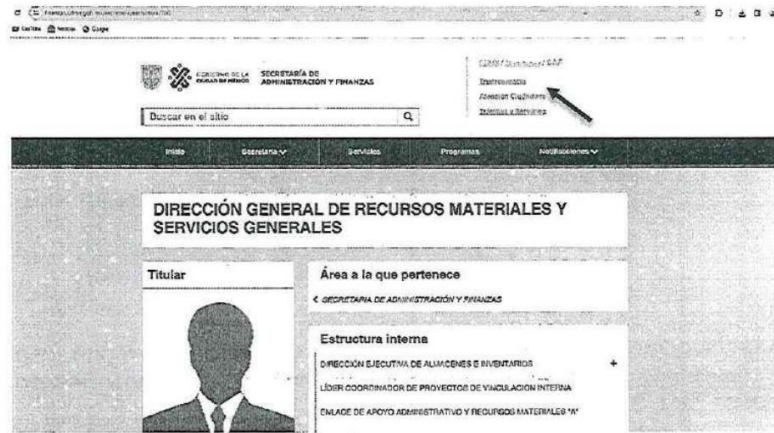 Google
GOBIERNO DE LA
CIUDAD DE MÉXICO
SECRETARÍA DE
ADMINISTRACIÓN Y FINANZAS
Transparencia
Atención Ciudadana
Trámites y Servicios
Buscar en el sitio
Inicio
Secretaría
Servicios
Programas
Notificaciones
DIRECCIÓN GENERAL DE RECURSOS MATERIALES Y
SERVICIOS GENERALES
Titular
Área a la que pertenece
< SECRETARIA DE ADMINISTRACIÓN Y FINANZAS
Estructura interna
DIRECCIÓN EJECUTIVA DE ALMACENES E INVENTARIOS +
LÍDER COORDINADOR DE PROYECTOS DE VINCULACION INTERNA
ENLACE DE APOYO ADMINISTRATIVO Y RECURSOS MATERIALES "A"